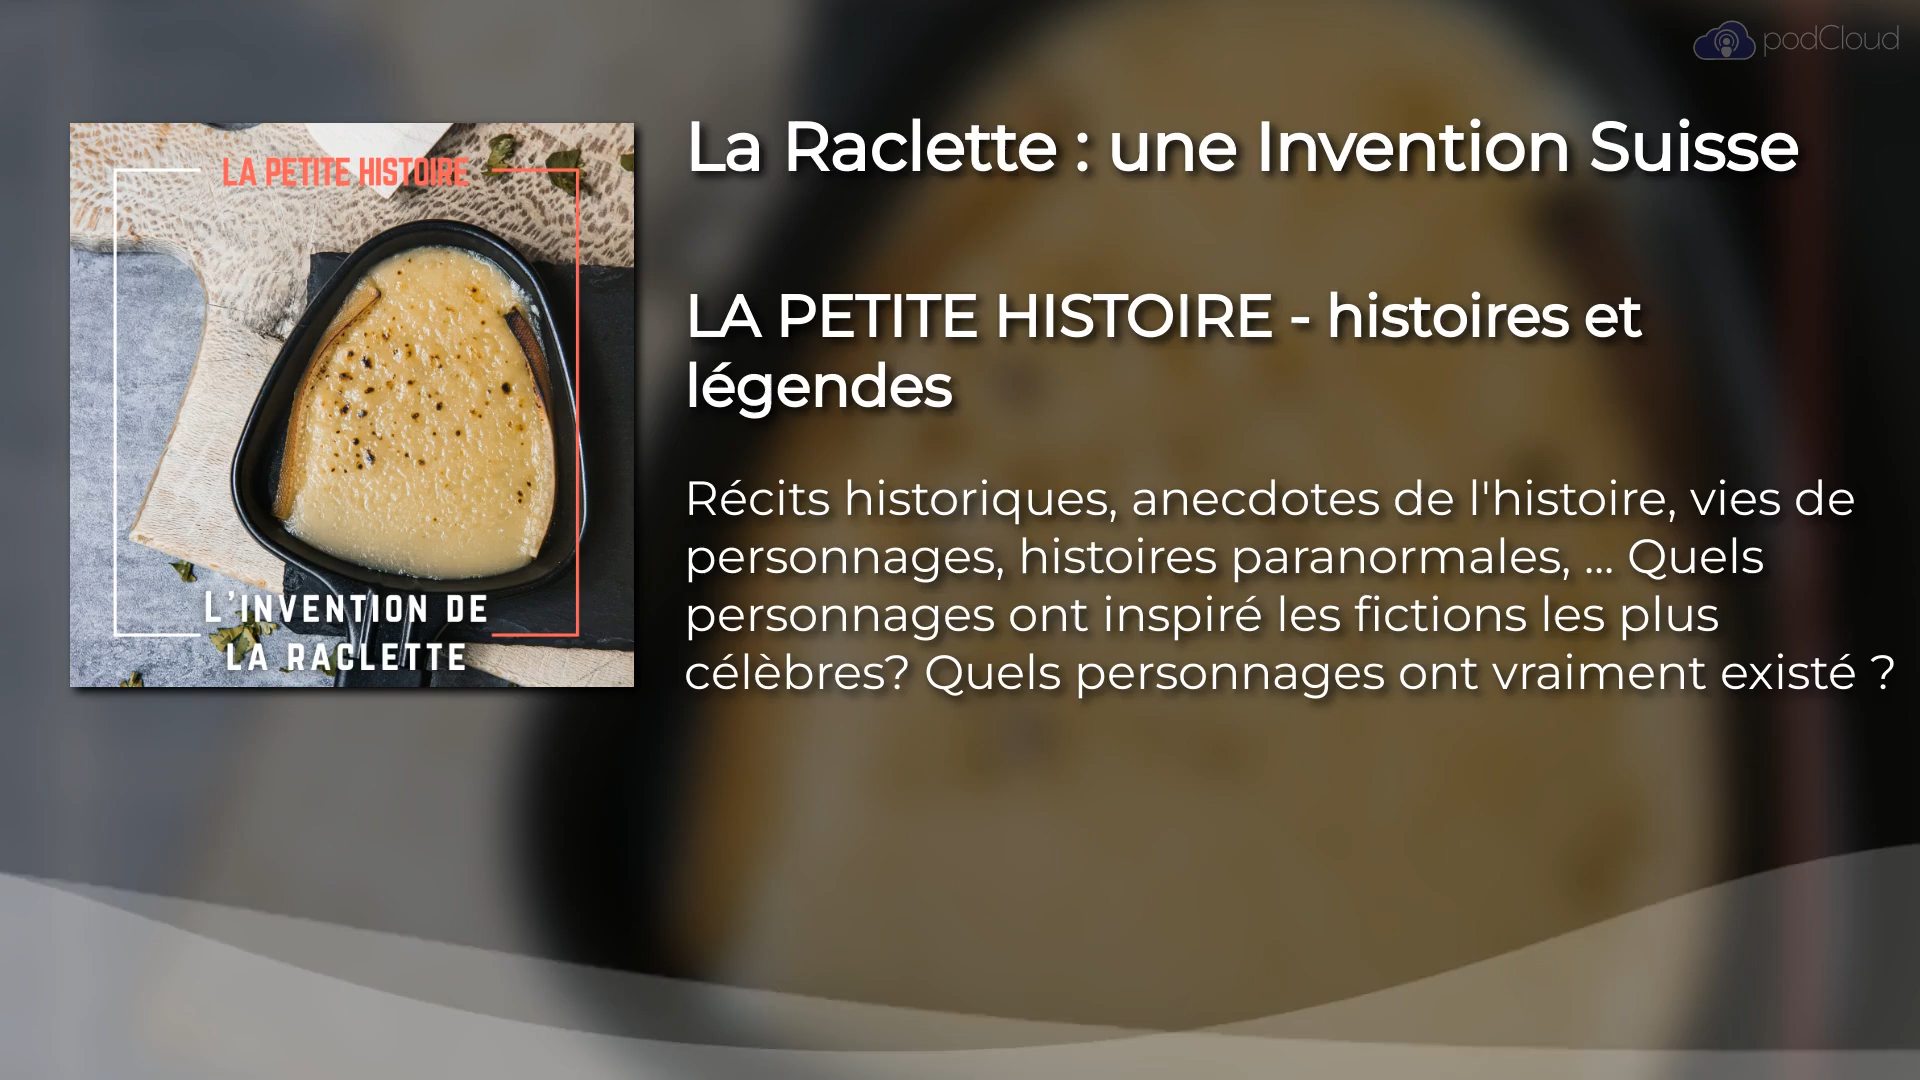 podCloud
LA PETITE HISTOIRE
L'INVENTION DE
LA RACLETTE
La Raclette : une Invention Suisse
LA PETITE HISTOIRE - histoires et
légendes
Récits historiques, anecdotes de l'histoire, vies de
personnages, histoires paranormales, ... Quels
personnages ont inspiré les fictions les plus
célèbres? Quels personnages ont vraiment existé ?